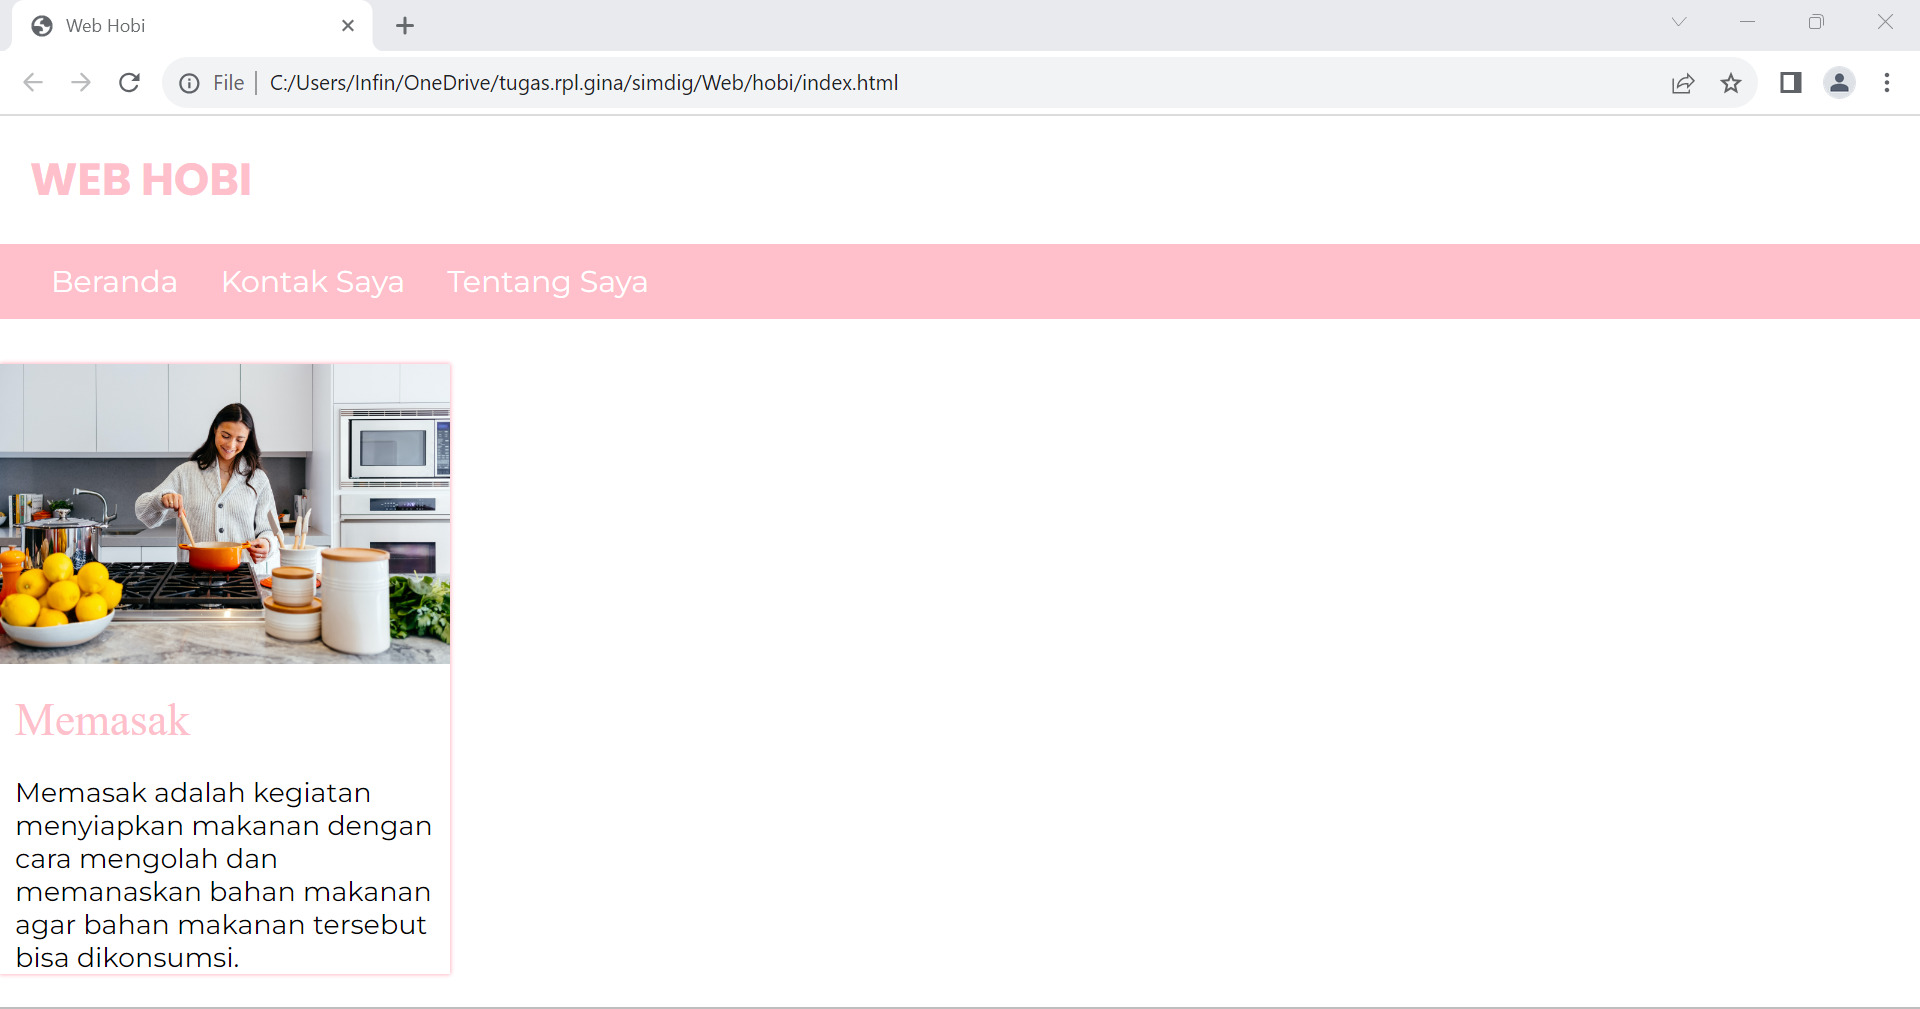 Web Hobi
File
C:/Users/Infin/OneDrive/tugas.rpl.gina/simdig/Web/hobi/index.html
WEB HOBI
Beranda Kontak Saya Tentang Saya
Memasak
Memasak adalah kegiatan
menyiapkan makanan dengan
cara mengolah dan
memanaskan bahan makanan
agar bahan makanan tersebut
bisa dikonsumsi.